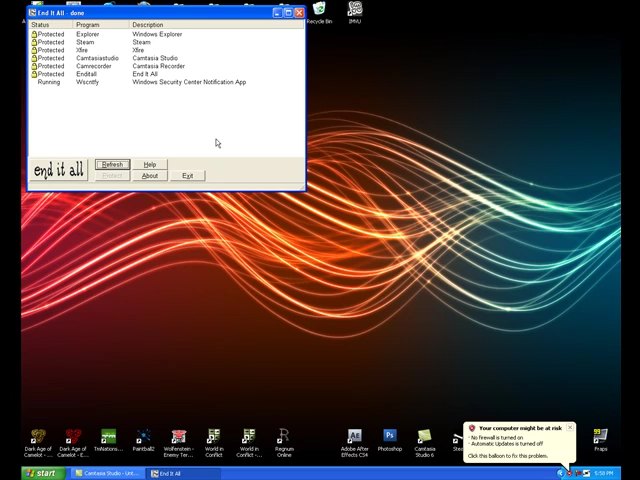 End It All - done
Status Program Description
Protected Explorer Windows Explorer
Protected Steam Steam
Protected Xfire Xfire
Protected Camtasiastudio Camtasia Studio
Protected Camrecorder Camtasia Recorder
Protected Enditall End It All
Running Wscntfy Windows Security Center Notification App
end it all
Refresh Help
Protect About Exit
Recycle Bin
IMVU
Dark Age of Camelot - ...
Dark Age of Camelot - E...
TmNations...
Paintball2
Wolfenstein - Enemy Ter...
World in Conflict
World in Conflict - ...
Regnum Online
Adobe After Effects CS4
Photoshop
Camtasia Studio 6
Fraps
Your computer might be at risk
· No firewall is turned on
· Automatic Updates is turned off
Click this balloon to fix this problem.
start
Camtasia Studio - Unt...
End It All
5:58 PM